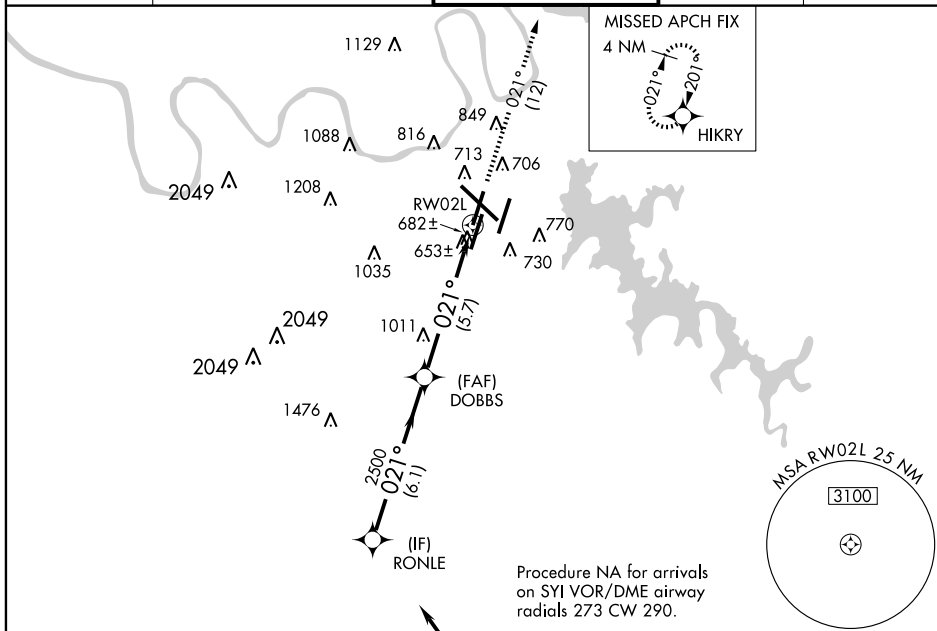 MISSED APCH FIX
4 NM
021°
201°
HIKRY
1129
021°
(12)
849
816
1088
713
706
2049
1208
RW02L
682±
653±
770
730
1035
021°
(5.7)
1011
2049
2049
(FAF)
DOBBS
1476
2500
021°
(6.1)
(IF)
RONLE
MSA RW02L 25 NM
3100
Procedure NA for arrivals
on SYI VOR/DME airway
radials 273 CW 290.